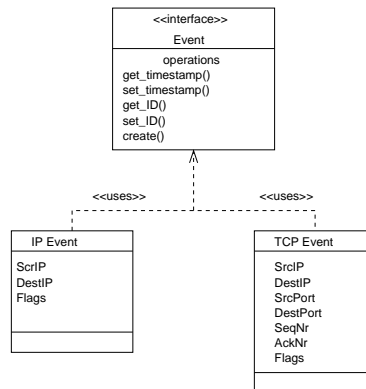 <<interface>>
Event
operations
get_timestamp()
set_timestamp()
get_ID()
set_ID()
create()
<<uses>>
<<uses>>
IP Event
ScrIP
DestIP
Flags
TCP Event
SrcIP
DestIP
SrcPort
DestPort
SeqNr
AckNr
Flags